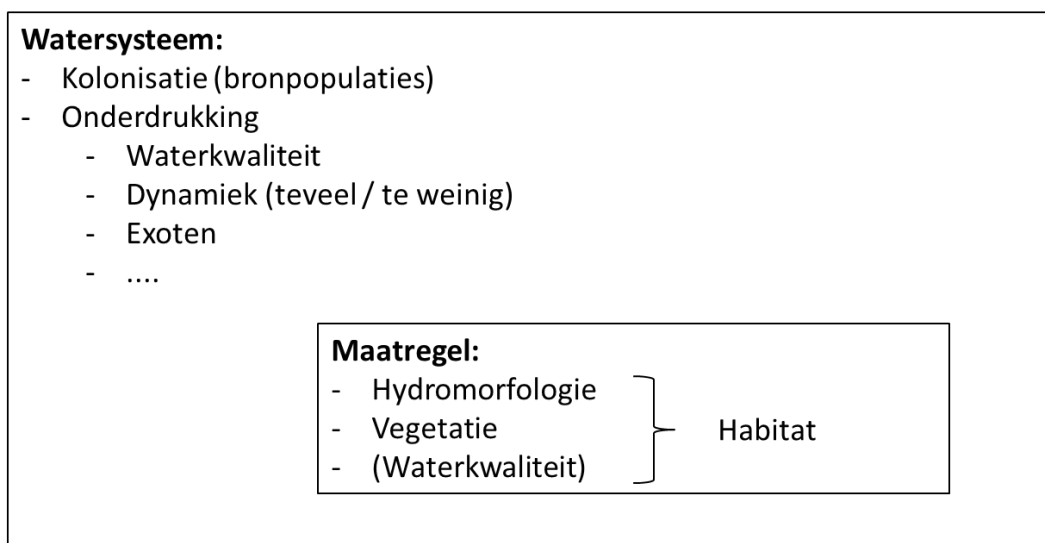 Watersysteem:
- Kolonisatie (bronpopulaties)
- Onderdrukking
- Waterkwaliteit
- Dynamiek (teveel / te weinig)
- Exoten
- ....
Maatregel:
- Hydromorfologie
- Vegetatie
- (Waterkwaliteit)
Habitat